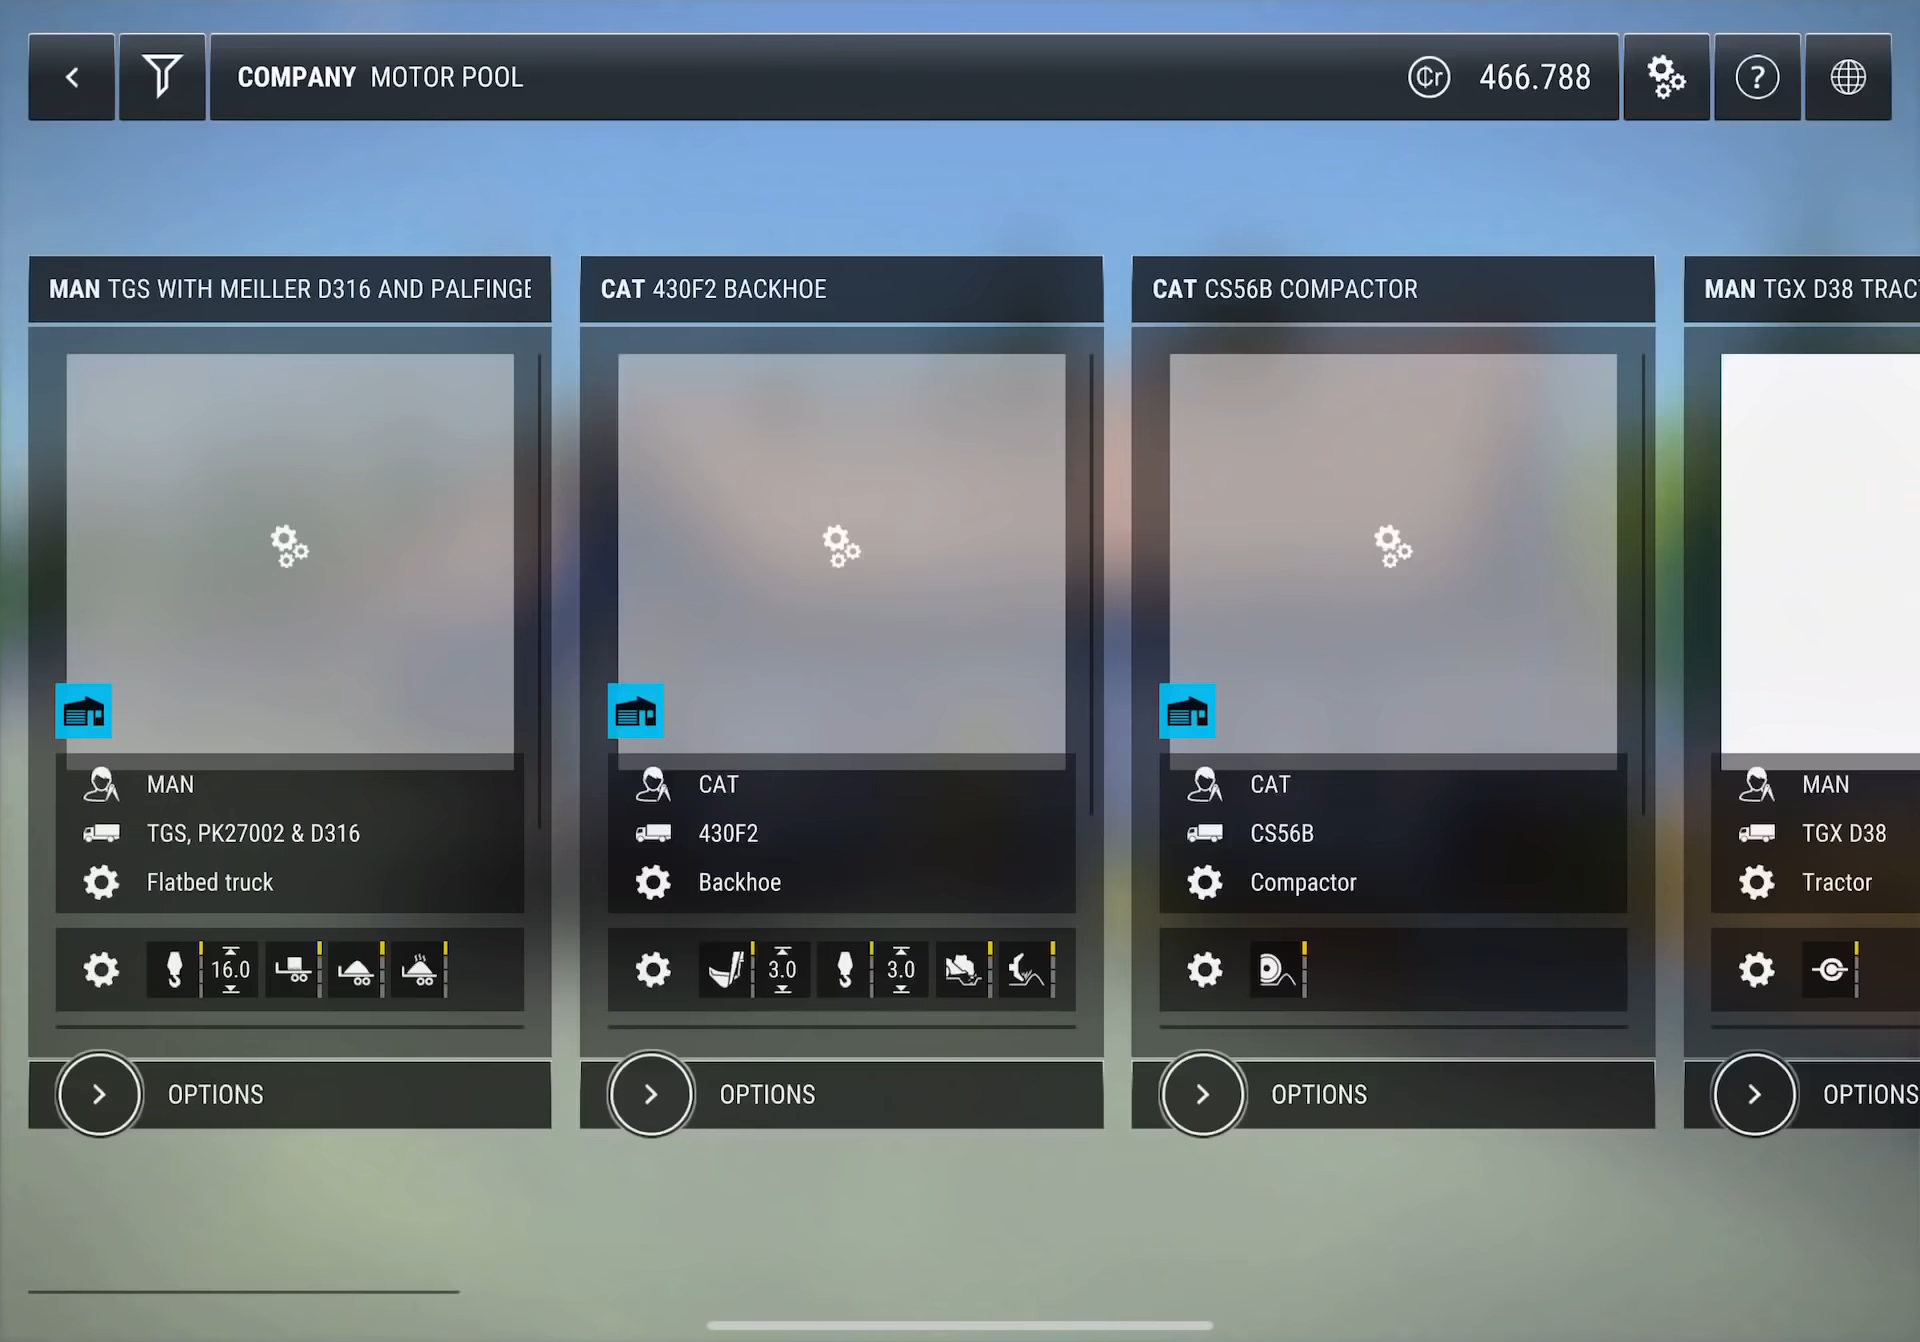 COMPANY MOTOR POOL
466.788
MAN TGS WITH MEILLER D316 AND PALFINGE
MAN
TGS, PK27002 & D316
Flatbed truck
16.0
OPTIONS
CAT 430F2 BACKHOE
CAT
430F2
Backhoe
3.0
3.0
OPTIONS
CAT CS56B COMPACTOR
CAT
CS56B
Compactor
OPTIONS
MAN TGX D38 TRAC
MAN
TGX D38
Tractor
OPTIONS